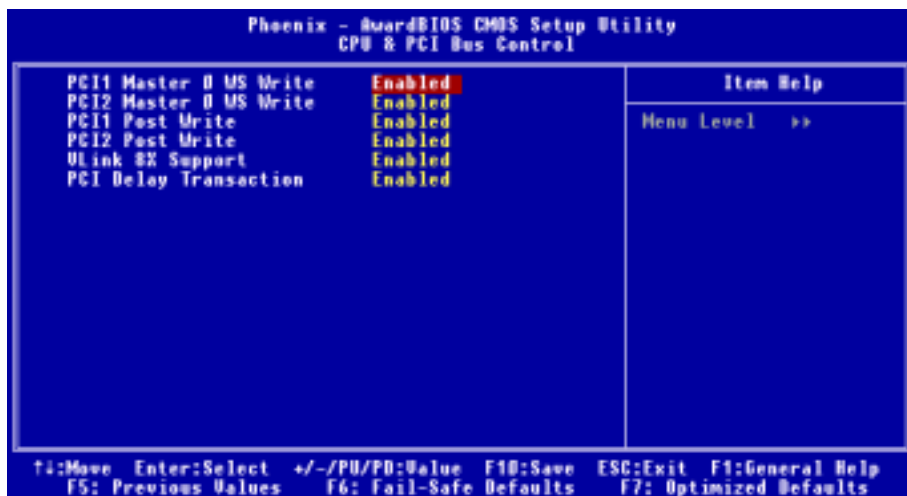 Phoenix - AwardBIOS CMOS Setup Utility
CPU & PCI Bus Control
PCI1 Master 0 WS Write Enabled
PCI2 Master 0 WS Write Enabled
PCI1 Post Write Enabled
PCI2 Post Write Enabled
VLink 8X Support Enabled
PCI Delay Transaction Enabled
Item Help
Menu Level ▸▸
↑↓:Move Enter:Select +/-/PU/PD:Value F10:Save ESC:Exit F1:General Help
F5: Previous Values F6: Fail-Safe Defaults F7: Optimized Defaults